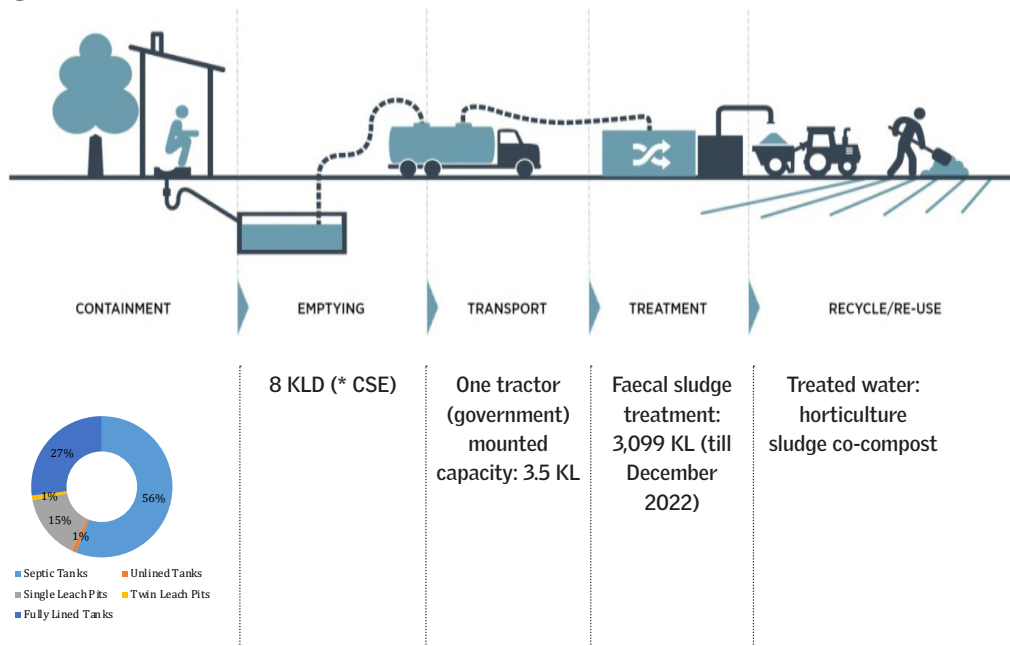 CONTAINMENT
EMPTYING
TRANSPORT
TREATMENT
RECYCLE/RE-USE
27%
1%
15%
1%
56%
Septic Tanks
Unlined Tanks
Single Leach Pits
Twin Leach Pits
Fully Lined Tanks
8 KLD (* CSE)
One tractor
(government)
mounted
capacity: 3.5 KL
Faecal sludge
treatment:
3,099 KL (till
December
2022)
Treated water:
horticulture
sludge co-compost